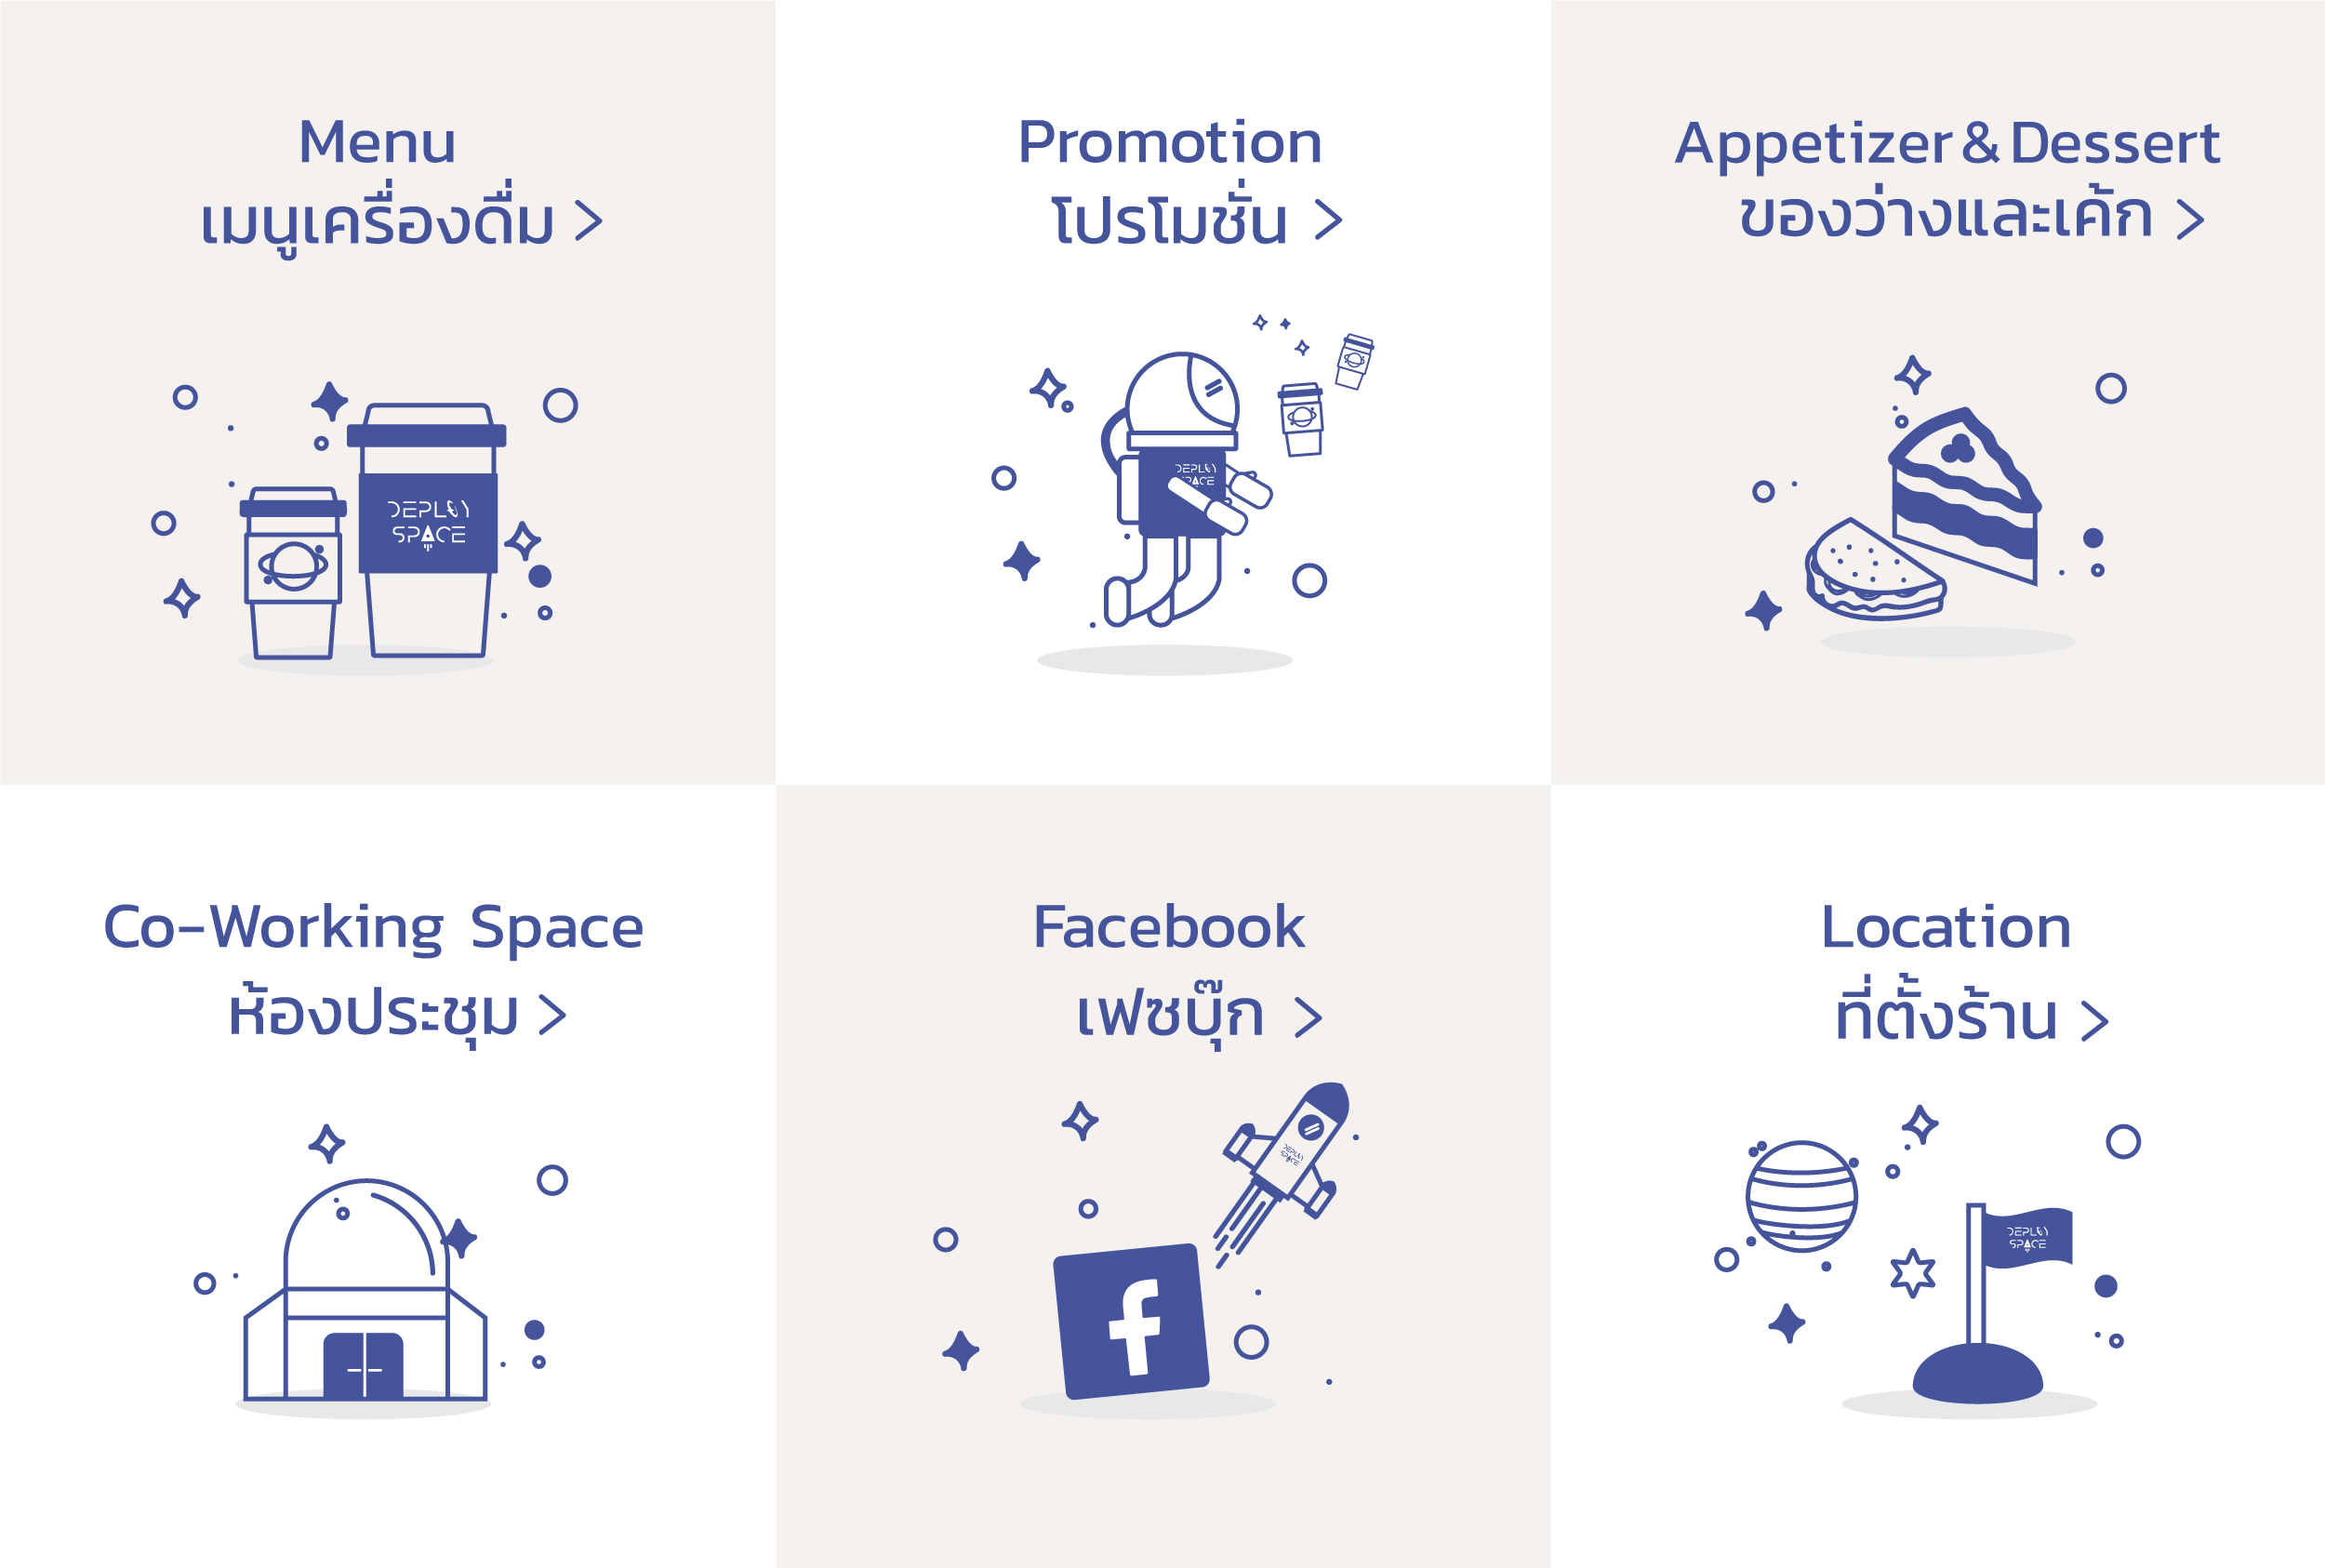 Menu
เมนูเครื่องดื่ม >
DEPLOY
SPACE
Promotion
โปรโมชั่น >
DEPLOY
SPACE
Appetizer & Dessert
ของว่างและเค้ก >
Co-Working Space
ห้องประชุม >
Facebook
เฟซบุ๊ก >
DEPLOY
SPACE
f
Location
ที่ตั้งร้าน >
DEPLOY
SPACE